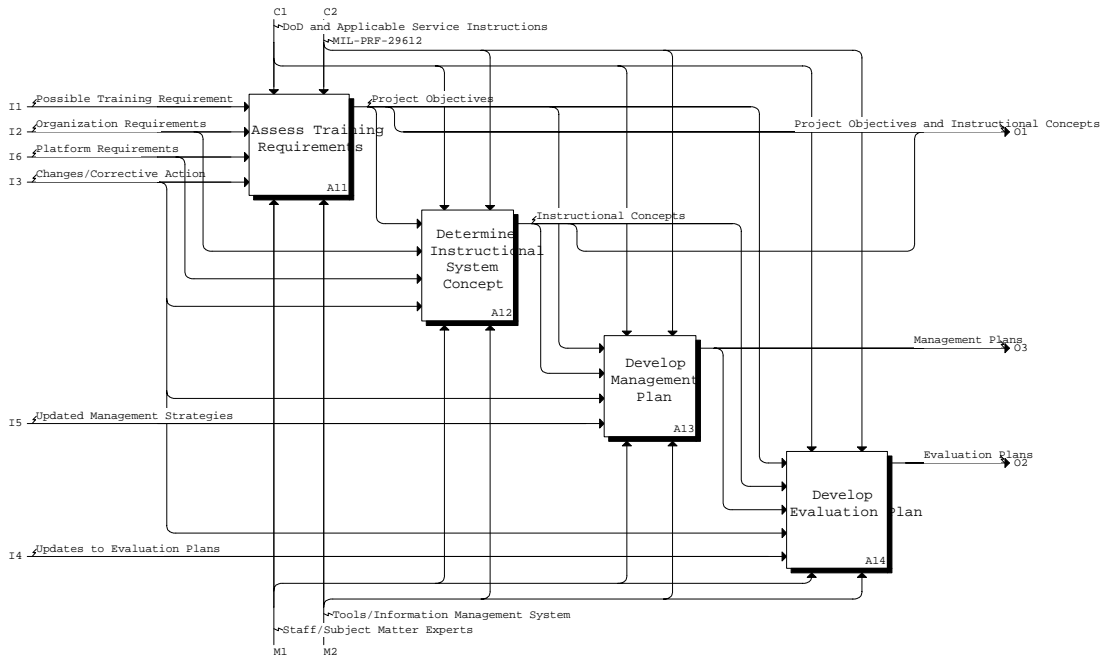 C1 C2
DoD and Applicable Service Instructions
MIL-PRF-29612
I1 Possible Training Requirement
Project Objectives
I2 Organization Requirements
Project Objectives and Instructional Concepts
O1
Assess Training
Requirements
I6 Platform Requirements
I3 Changes/Corrective Action
A11
Instructional Concepts
Determine
Instructional
System
Concept
A12
Management Plans
O3
Develop
Management
Plan
A13
I5 Updated Management Strategies
Evaluation Plans
O2
Develop
Evaluation Plan
A14
I4 Updates to Evaluation Plans
Tools/Information Management System
Staff/Subject Matter Experts
M1 M2